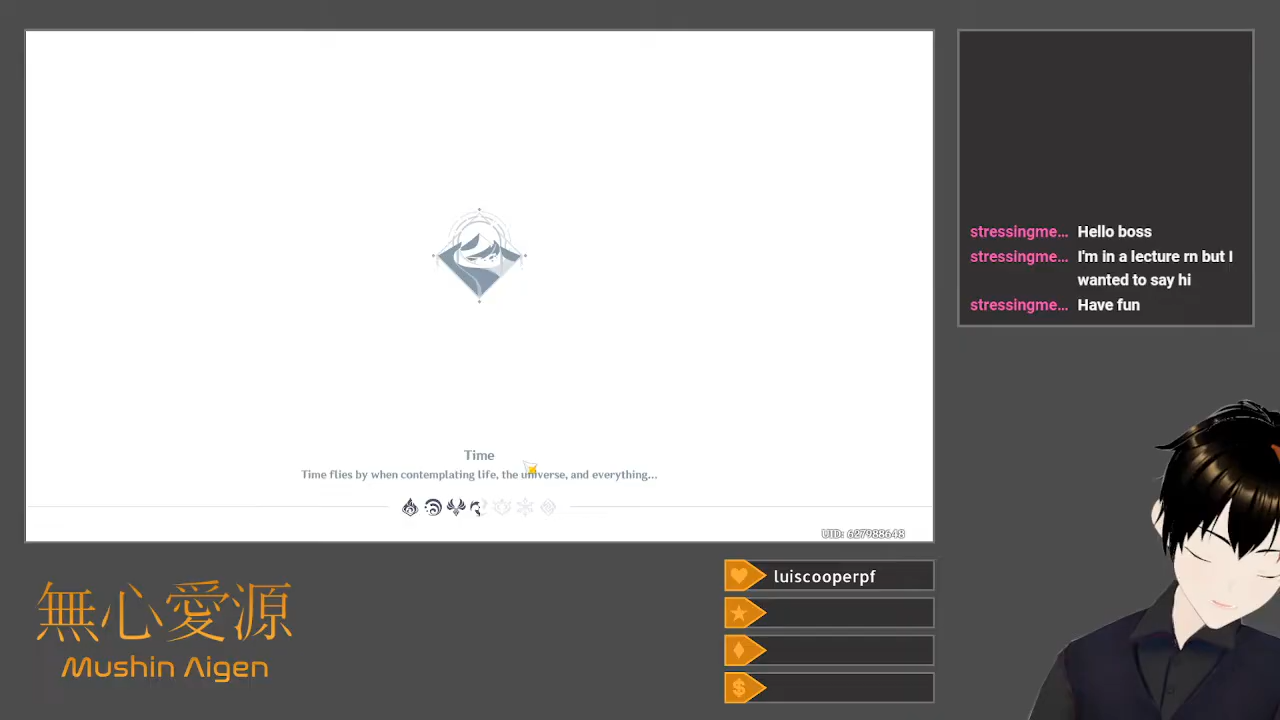 stressingme... Hello boss
stressingme... I'm in a lecture rn but I
wanted to say hi
stressingme... Have fun
Time
Time flies by when contemplating life, the universe, and everything...
UID: 627988648
luiscooperpf
$
無心愛源
Mushin Aigen